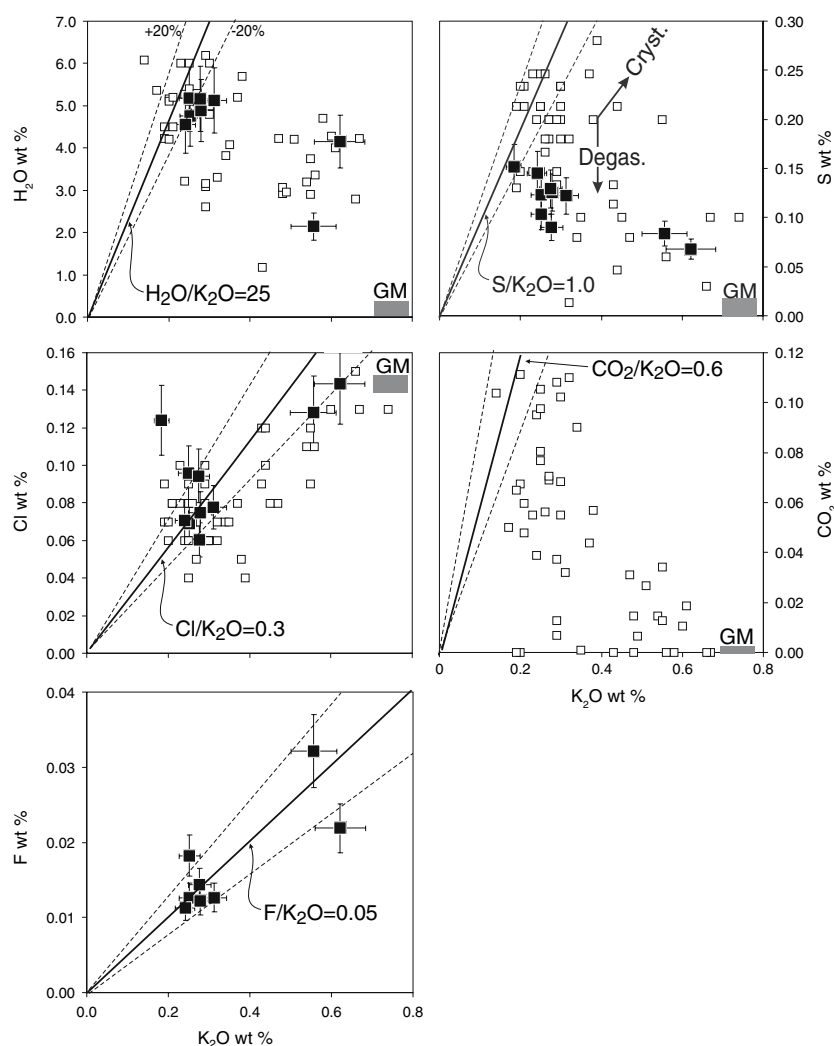 +20% -20%
7.0
6.0
5.0
4.0
3.0
2.0
1.0
0.0
H2O wt %
H2O/K2O=25
GM
0.30
0.25
0.20
0.15
0.10
0.05
0.00
S wt %
Cryst.
Degas.
S/K2O=1.0
GM
0.16
0.14
0.12
0.10
0.08
0.06
0.04
0.02
0.00
Cl wt %
Cl/K2O=0.3
GM
0.12
0.10
0.08
0.06
0.04
0.02
0.00
CO3 wt %
CO2/K2O=0.6
GM
0 0.2 0.4 0.6 0.8
K2O wt %
0.04
0.03
0.02
0.01
0.00
F wt %
F/K2O=0.05
0.0 0.2 0.4 0.6 0.8
K2O wt %